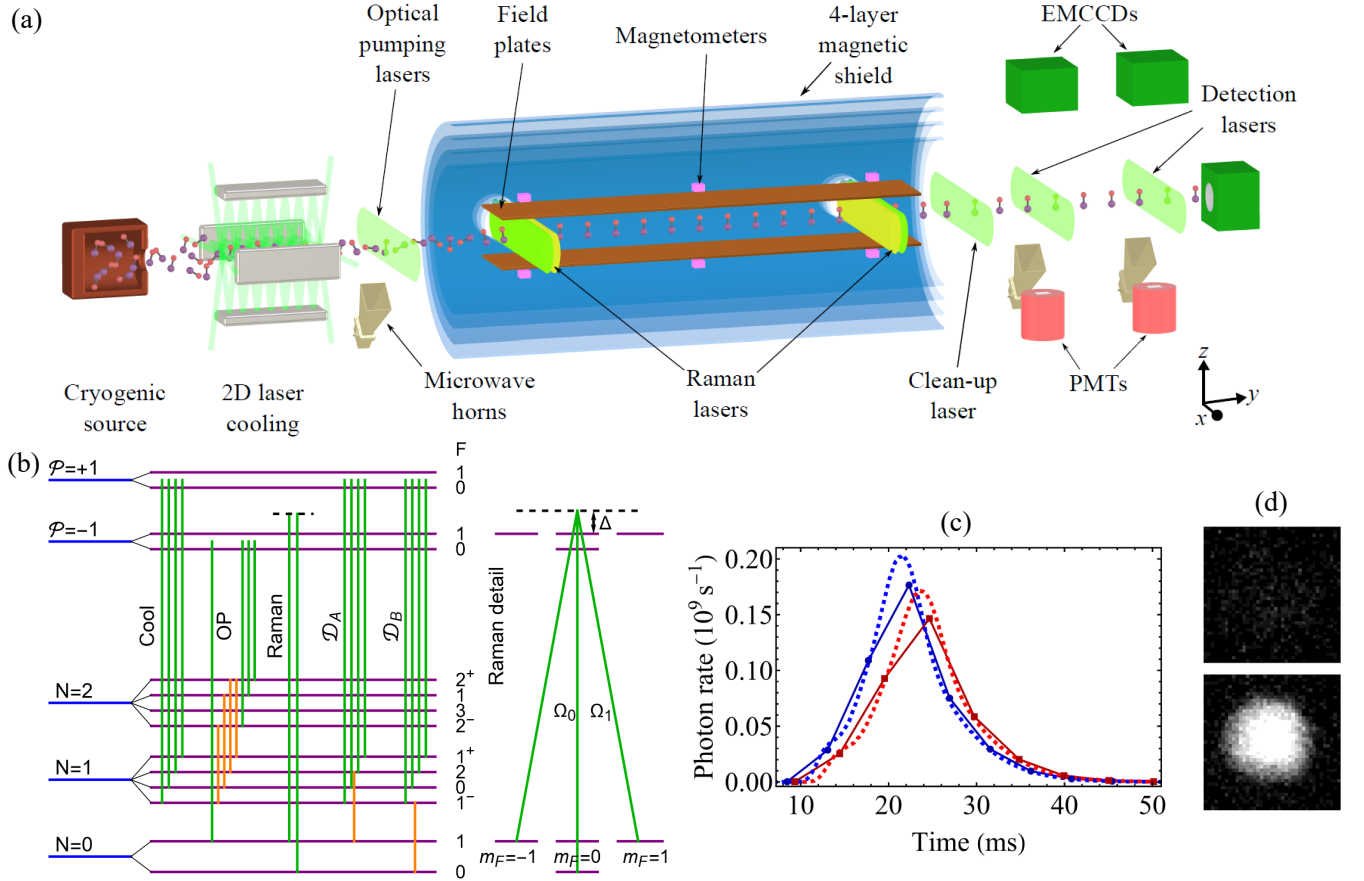 (a)
Optical
pumping
lasers
Field
plates
Magnetometers
4-layer
magnetic
shield
EMCCDs
Detection
lasers
Cryogenic
source
2D laser
cooling
Microwave
horns
Raman
lasers
Clean-up
laser
PMTs
z
y
x
(b)
F
𝒫=+1
1
0
𝒫=−1
1
0
Cool
OP
Raman
𝒟A
𝒟B
N=2
2⁺
1
3
2⁻
N=1
1⁺
2
0
1⁻
N=0
1
0
Raman detail
Δ
Ω₀
Ω₁
m_F=−1
m_F=0
m_F=1
(c)
Photon rate (10⁹ s⁻¹)
0.20
0.15
0.10
0.05
0.00
10 20 30 40 50
Time (ms)
(d)